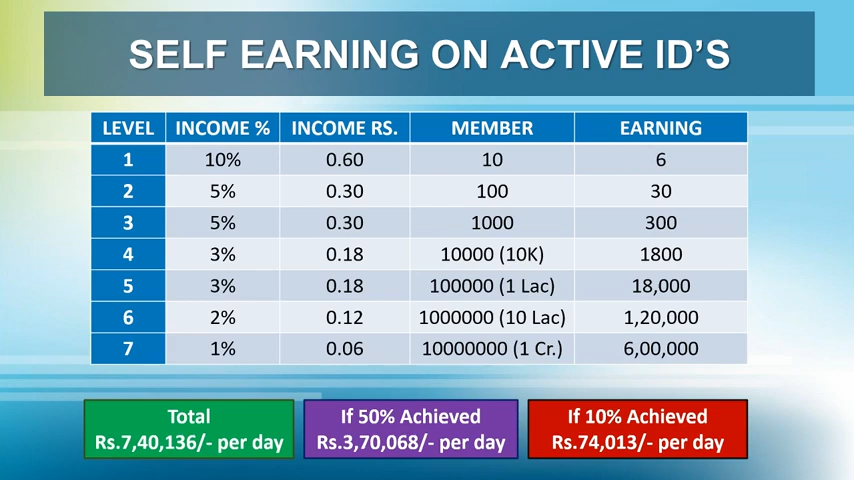 SELF EARNING ON ACTIVE ID'S
LEVEL INCOME % INCOME RS. MEMBER EARNING
1 10% 0.60 10 6
2 5% 0.30 100 30
3 5% 0.30 1000 300
4 3% 0.18 10000 (10K) 1800
5 3% 0.18 100000 (1 Lac) 18,000
6 2% 0.12 1000000 (10 Lac) 1,20,000
7 1% 0.06 10000000 (1 Cr.) 6,00,000
Total
Rs.7,40,136/- per day
If 50% Achieved
Rs.3,70,068/- per day
If 10% Achieved
Rs.74,013/- per day